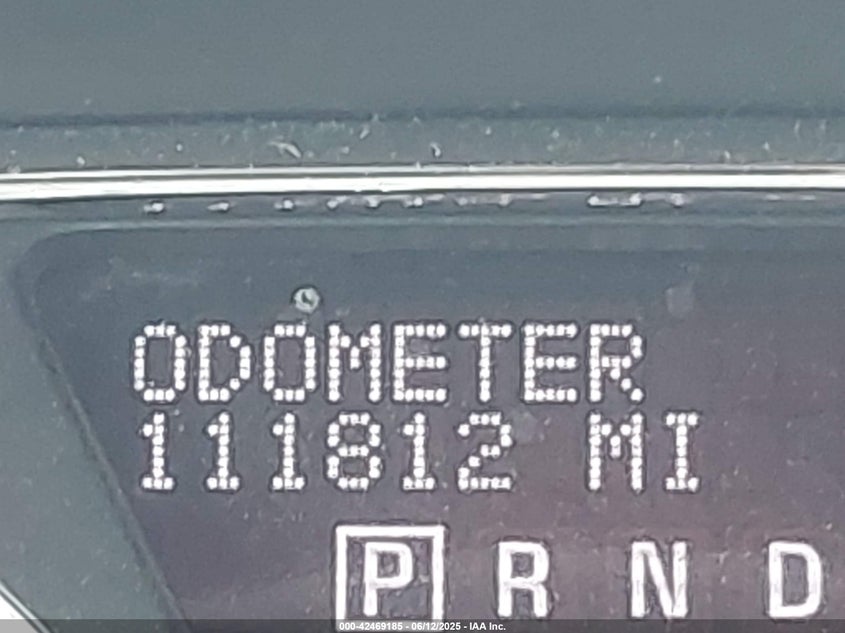 ODOMETER
111812 MI
P R N D
000-42469185 - 06/12/2025 - IAA Inc.